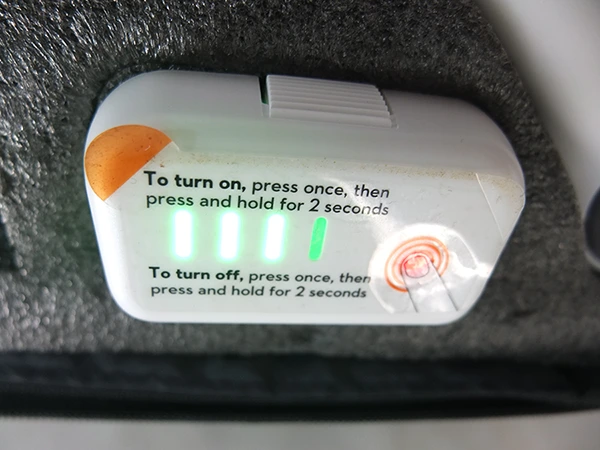 To turn on, press once, then
press and hold for 2 seconds
To turn off, press once, then
press and hold for 2 seconds